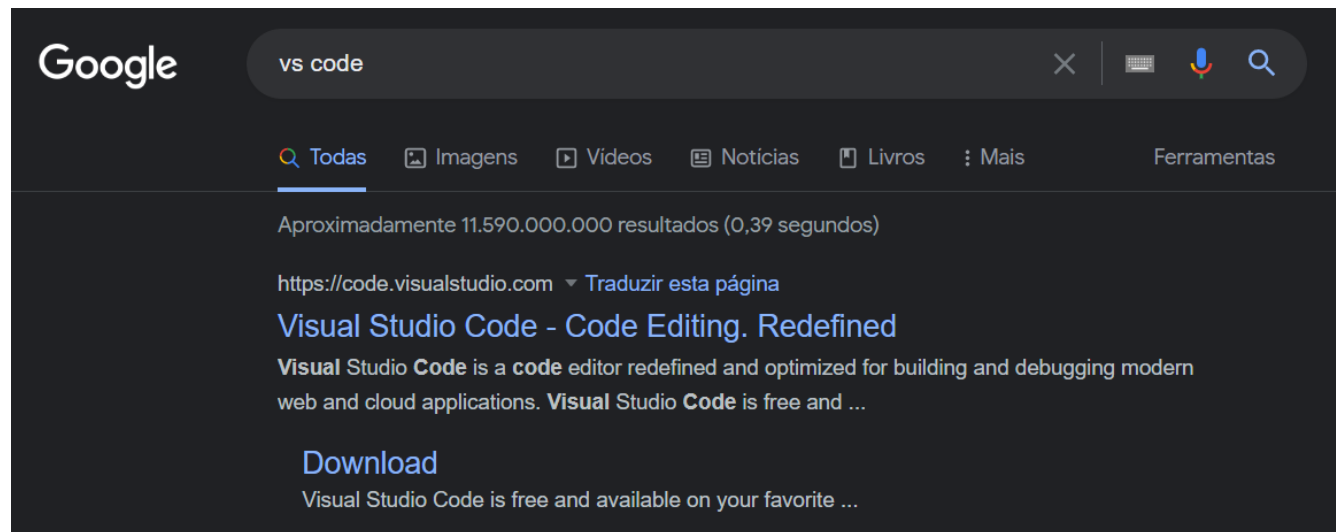 Google
vs code
Todas Imagens Vídeos Notícias Livros Mais Ferramentas
Aproximadamente 11.590.000.000 resultados (0,39 segundos)
https://code.visualstudio.com Traduzir esta página
Visual Studio Code - Code Editing. Redefined
Visual Studio Code is a code editor redefined and optimized for building and debugging modern
web and cloud applications. Visual Studio Code is free and ...
Download
Visual Studio Code is free and available on your favorite ...